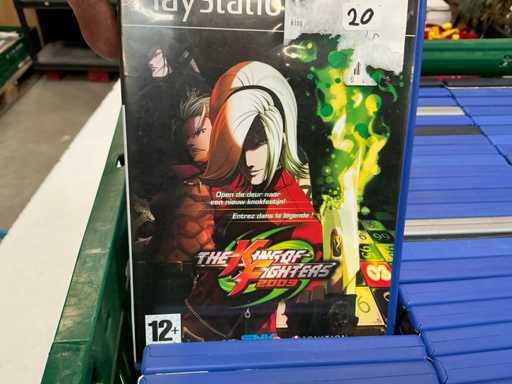 PlayStation
20
Open de deur naar
een nieuw knokfestijn!
Entrez dans la légende !
THE KING OF
FIGHTERS
2003
12+
SNK